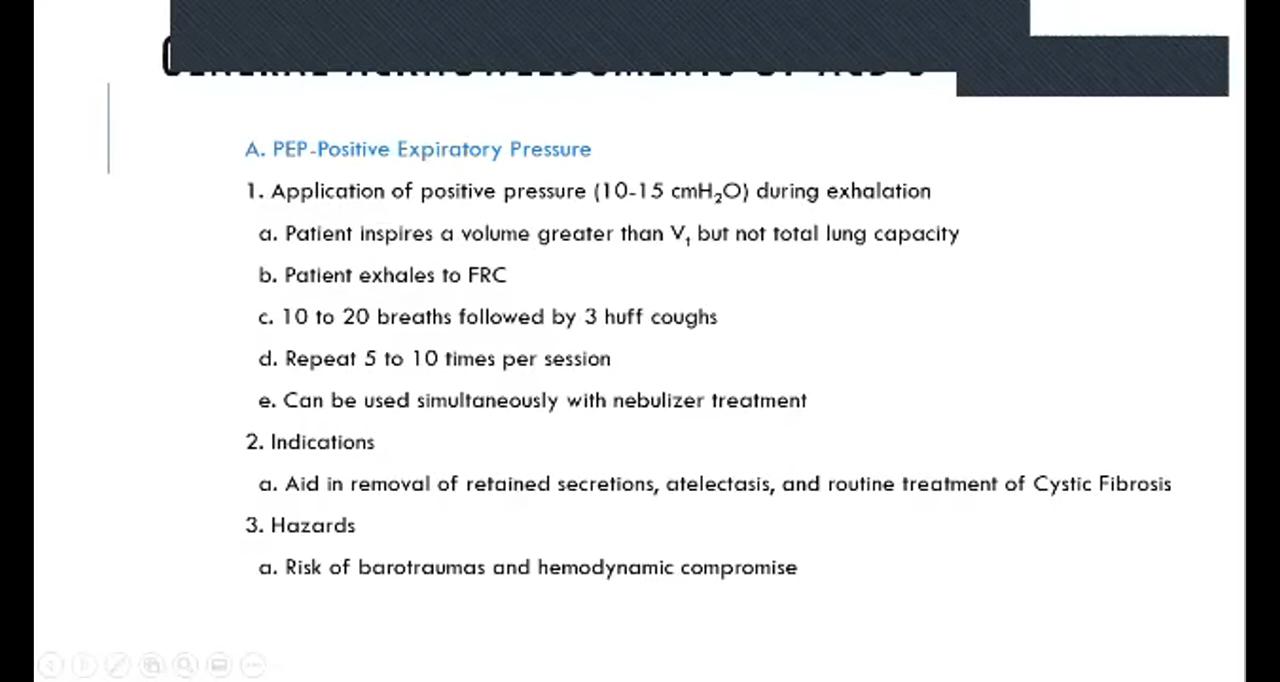 A. PEP-Positive Expiratory Pressure
1. Application of positive pressure (10-15 cmH₂O) during exhalation
a. Patient inspires a volume greater than Vₜ but not total lung capacity
b. Patient exhales to FRC
c. 10 to 20 breaths followed by 3 huff coughs
d. Repeat 5 to 10 times per session
e. Can be used simultaneously with nebulizer treatment
2. Indications
a. Aid in removal of retained secretions, atelectasis, and routine treatment of Cystic Fibrosis
3. Hazards
a. Risk of barotraumas and hemodynamic compromise